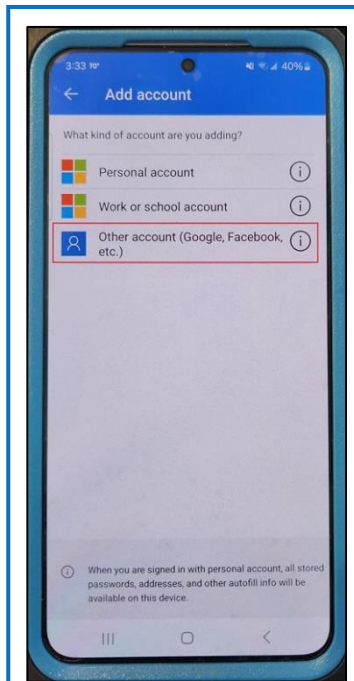 3:33 70°
40%
Add account
What kind of account are you adding?
Personal account
Work or school account
Other account (Google, Facebook,
etc.)
When you are signed in with personal account, all stored
passwords, addresses, and other autofill info will be
available on this device.